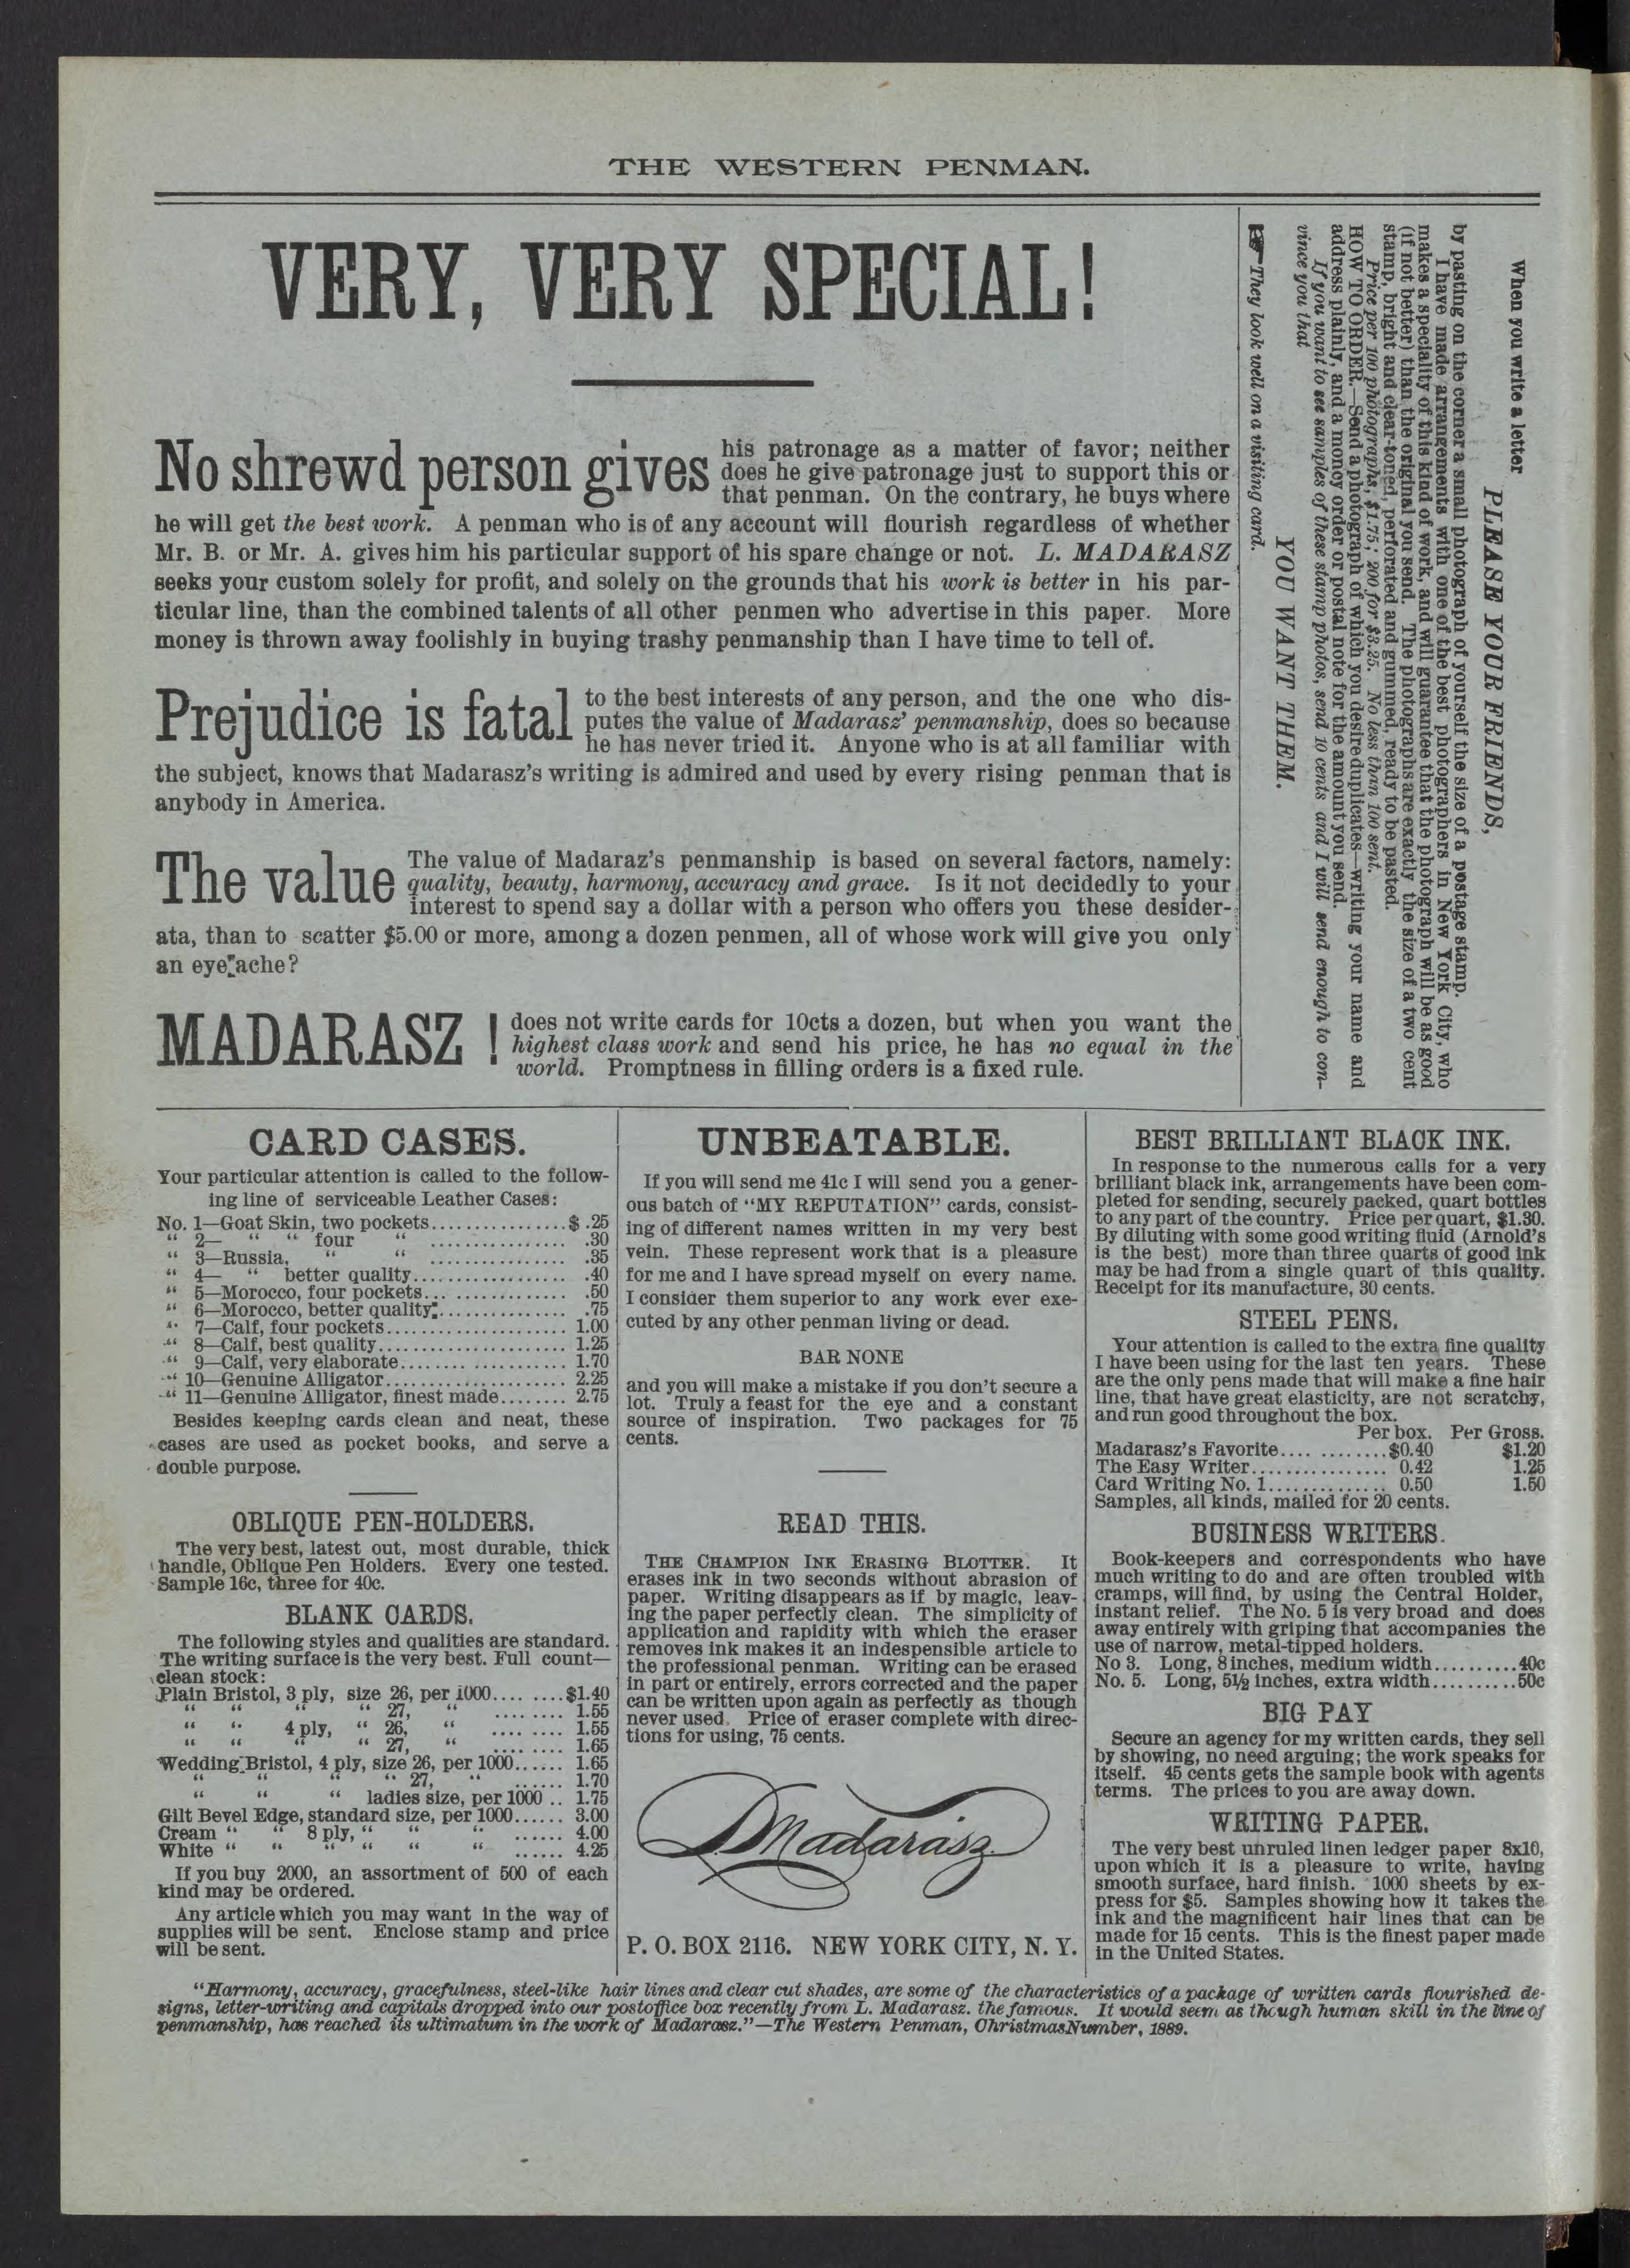 THE WESTERN PENMAN.
VERY, VERY SPECIAL!
No shrewd person gives his patronage as a matter of favor; neither
does he give patronage just to support this or
that penman. On the contrary, he buys where
he will get the best work. A penman who is of any account will flourish regardless of whether
Mr. B. or Mr. A. gives him his particular support of his spare change or not. L. MADARASZ
seeks your custom solely for profit, and solely on the grounds that his work is better in his par-
ticular line, than the combined talents of all other penmen who advertise in this paper. More
money is thrown away foolishly in buying trashy penmanship than I have time to tell of.
Prejudice is fatal to the best interests of any person, and the one who dis-
putes the value of Madarasz' penmanship, does so because
he has never tried it. Anyone who is at all familiar with
the subject, knows that Madarasz's writing is admired and used by every rising penman that is
anybody in America.
The value The value of Madaraz's penmanship is based on several factors, namely:
quality, beauty, harmony, accuracy and grace. Is it not decidedly to your
interest to spend say a dollar with a person who offers you these desider-
ata, than to scatter $5.00 or more, among a dozen penmen, all of whose work will give you only
an eye ache?
MADARASZ ! does not write cards for 10cts a dozen, but when you want the
highest class work and send his price, he has no equal in the
world. Promptness in filling orders is a fixed rule.
When you write a letter
PLEASE YOUR FRIENDS,
by pasting on the corner a small photograph of yourself the size of a postage stamp.
I have made arrangements with one of the best photographers in New York City, who
makes a speciality of this kind of work, and will guarantee that the photograph will be as good
(if not better) than the original you send. The photographs are exactly the size of a two cent
stamp, bright and clear-toned, perforated and gummed, ready to be pasted.
Price per 100 photographs, $1.75; 200 for $3.25. No less than 100 sent.
HOW TO ORDER.—Send a photograph of which you desire duplicates—writing your name and
address plainly, and a money order or postal note for the amount you send.
If you want to see samples of these stamp photos, send 10 cents and I will send enough to con-
vince you that
YOU WANT THEM.
☞ They look well on a visiting card.
CARD CASES.
Your particular attention is called to the follow-
ing line of serviceable Leather Cases:
No. 1—Goat Skin, two pockets................$ .25
" 2— " " four " ................ .30
" 3—Russia, " " ................ .35
" 4— " better quality.................. .40
" 5—Morocco, four pockets... ............. .50
" 6—Morocco, better quality................ .75
" 7—Calf, four pockets...................... 1.00
" 8—Calf, best quality....................... 1.25
" 9—Calf, very elaborate........ ........... 1.70
" 10—Genuine Alligator...................... 2.25
" 11—Genuine Alligator, finest made........ 2.75
Besides keeping cards clean and neat, these
cases are used as pocket books, and serve a
double purpose.
OBLIQUE PEN-HOLDERS.
The very best, latest out, most durable, thick
handle, Oblique Pen Holders. Every one tested.
Sample 16c, three for 40c.
BLANK CARDS.
The following styles and qualities are standard.
The writing surface is the very best. Full count—
clean stock:
Plain Bristol, 3 ply, size 26, per 1000.... ....$1.40
" " " " 27, " ........ 1.55
" " 4 ply, " 26, " .... .... 1.55
" " " " 27, " ........ 1.65
Wedding Bristol, 4 ply, size 26, per 1000...... 1.65
" " " " 27, " ...... 1.70
" " " ladies size, per 1000 .. 1.75
Gilt Bevel Edge, standard size, per 1000...... 3.00
Cream " " 8 ply, " " " ...... 4.00
White " " " " " " ...... 4.25
If you buy 2000, an assortment of 500 of each
kind may be ordered.
Any article which you may want in the way of
supplies will be sent. Enclose stamp and price
will be sent.
UNBEATABLE.
If you will send me 41c I will send you a gener-
ous batch of "MY REPUTATION" cards, consist-
ing of different names written in my very best
vein. These represent work that is a pleasure
for me and I have spread myself on every name.
I consider them superior to any work ever exe-
cuted by any other penman living or dead.
BAR NONE
and you will make a mistake if you don't secure a
lot. Truly a feast for the eye and a constant
source of inspiration. Two packages for 75
cents.
READ THIS.
THE CHAMPION INK ERASING BLOTTER. It
erases ink in two seconds without abrasion of
paper. Writing disappears as if by magic, leav-
ing the paper perfectly clean. The simplicity of
application and rapidity with which the eraser
removes ink makes it an indespensible article to
the professional penman. Writing can be erased
in part or entirely, errors corrected and the paper
can be written upon again as perfectly as though
never used. Price of eraser complete with direc-
tions for using, 75 cents.
L Madarasz.
P. O. BOX 2116. NEW YORK CITY, N. Y.
BEST BRILLIANT BLACK INK.
In response to the numerous calls for a very
brilliant black ink, arrangements have been com-
pleted for sending, securely packed, quart bottles
to any part of the country. Price per quart, $1.30.
By diluting with some good writing fluid (Arnold's
is the best) more than three quarts of good ink
may be had from a single quart of this quality.
Receipt for its manufacture, 30 cents.
STEEL PENS.
Your attention is called to the extra fine quality
I have been using for the last ten years. These
are the only pens made that will make a fine hair
line, that have great elasticity, are not scratchy,
and run good throughout the box.
Per box. Per Gross.
Madarasz's Favorite.... ........$0.40 $1.20
The Easy Writer................ 0.42 1.25
Card Writing No. 1.............. 0.50 1.50
Samples, all kinds, mailed for 20 cents.
BUSINESS WRITERS.
Book-keepers and correspondents who have
much writing to do and are often troubled with
cramps, will find, by using the Central Holder,
instant relief. The No. 5 is very broad and does
away entirely with griping that accompanies the
use of narrow, metal-tipped holders.
No 3. Long, 8 inches, medium width..........40c
No. 5. Long, 5½ inches, extra width..........50c
BIG PAY
Secure an agency for my written cards, they sell
by showing, no need arguing; the work speaks for
itself. 45 cents gets the sample book with agents
terms. The prices to you are away down.
WRITING PAPER.
The very best unruled linen ledger paper 8x10,
upon which it is a pleasure to write, having
smooth surface, hard finish. 1000 sheets by ex-
press for $5. Samples showing how it takes the
ink and the magnificent hair lines that can be
made for 15 cents. This is the finest paper made
in the United States.
"Harmony, accuracy, gracefulness, steel-like hair lines and clear cut shades, are some of the characteristics of a package of written cards flourished de-
signs, letter-writing and capitals dropped into our postoffice box recently from L. Madarasz. the famous. It would seem as though human skill in the line of
penmanship, has reached its ultimatum in the work of Madarasz."—The Western Penman, Christmas Number, 1889.